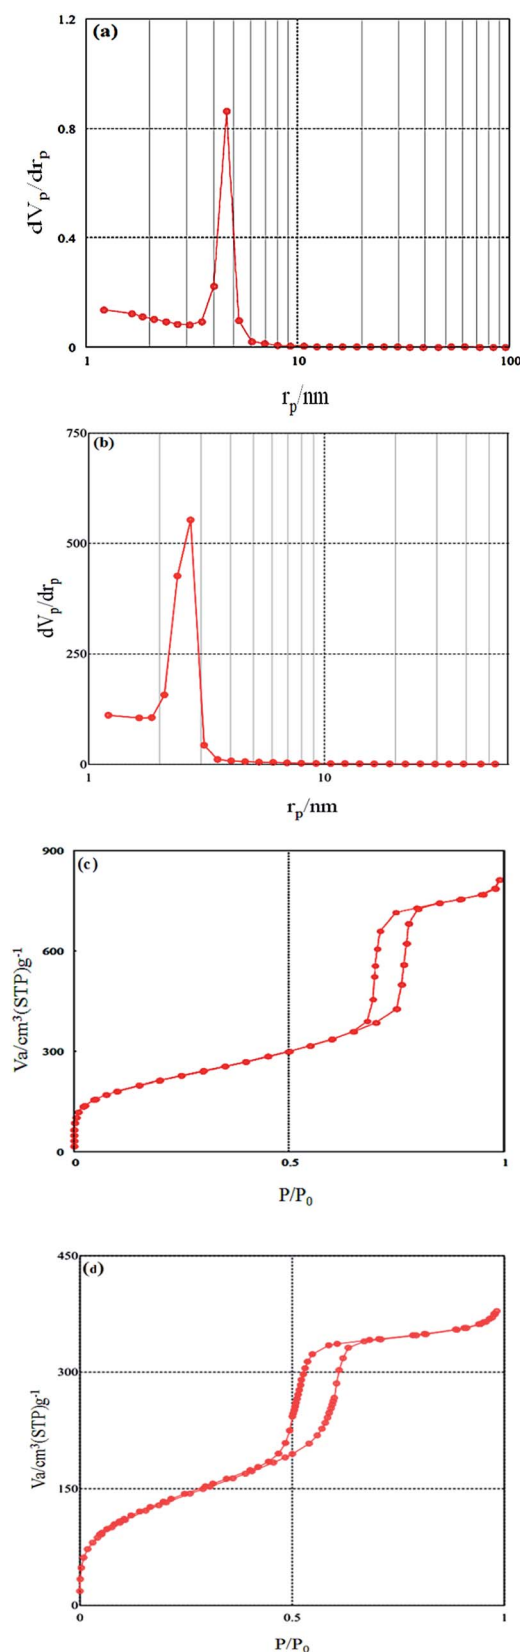 (a)
1.2
0.8
0.4
0
dVp/drp
1 10 100
rp/nm
(b)
750
500
250
0
dVp/drp
1 10
rp/nm
(c)
900
600
300
0
Va/cm³(STP)g⁻¹
0 0.5 1
P/P₀
(d)
450
300
150
0
Va/cm³(STP)g⁻¹
0 0.5 1
P/P₀